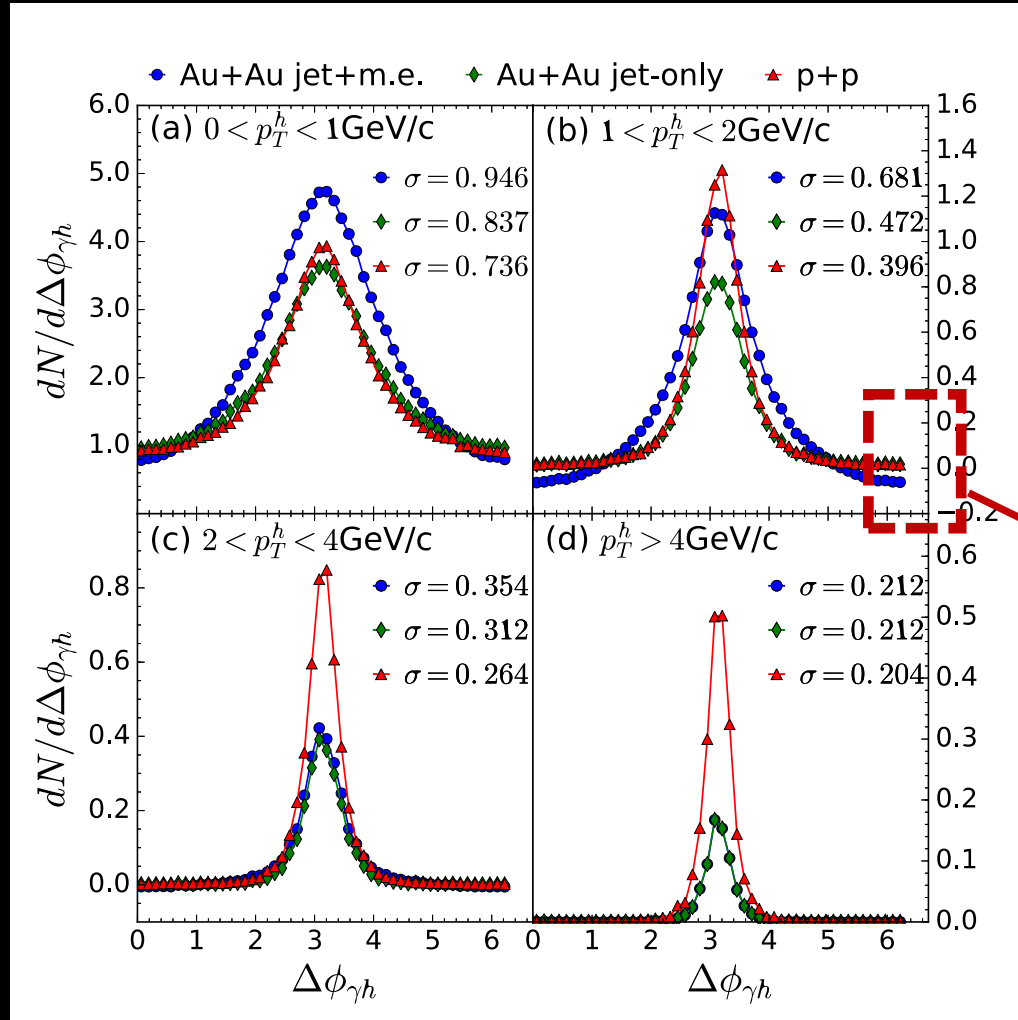 Au+Au jet+m.e. Au+Au jet-only p+p
(a) 0 < p_T^h < 1GeV/c
σ = 0.946
σ = 0.837
σ = 0.736
6.0
5.0
4.0
3.0
2.0
1.0
dN/dΔφ_γh
(b) 1 < p_T^h < 2GeV/c
σ = 0.681
σ = 0.472
σ = 0.396
1.6
1.4
1.2
1.0
0.8
0.6
0.4
0.2
0.0
−0.2
(c) 2 < p_T^h < 4GeV/c
σ = 0.354
σ = 0.312
σ = 0.264
0.8
0.6
0.4
0.2
0.0
dN/dΔφ_γh
0 1 2 3 4 5 6
Δφ_γh
(d) p_T^h > 4GeV/c
σ = 0.212
σ = 0.212
σ = 0.204
0.6
0.5
0.4
0.3
0.2
0.1
0.0
0 1 2 3 4 5 6
Δφ_γh